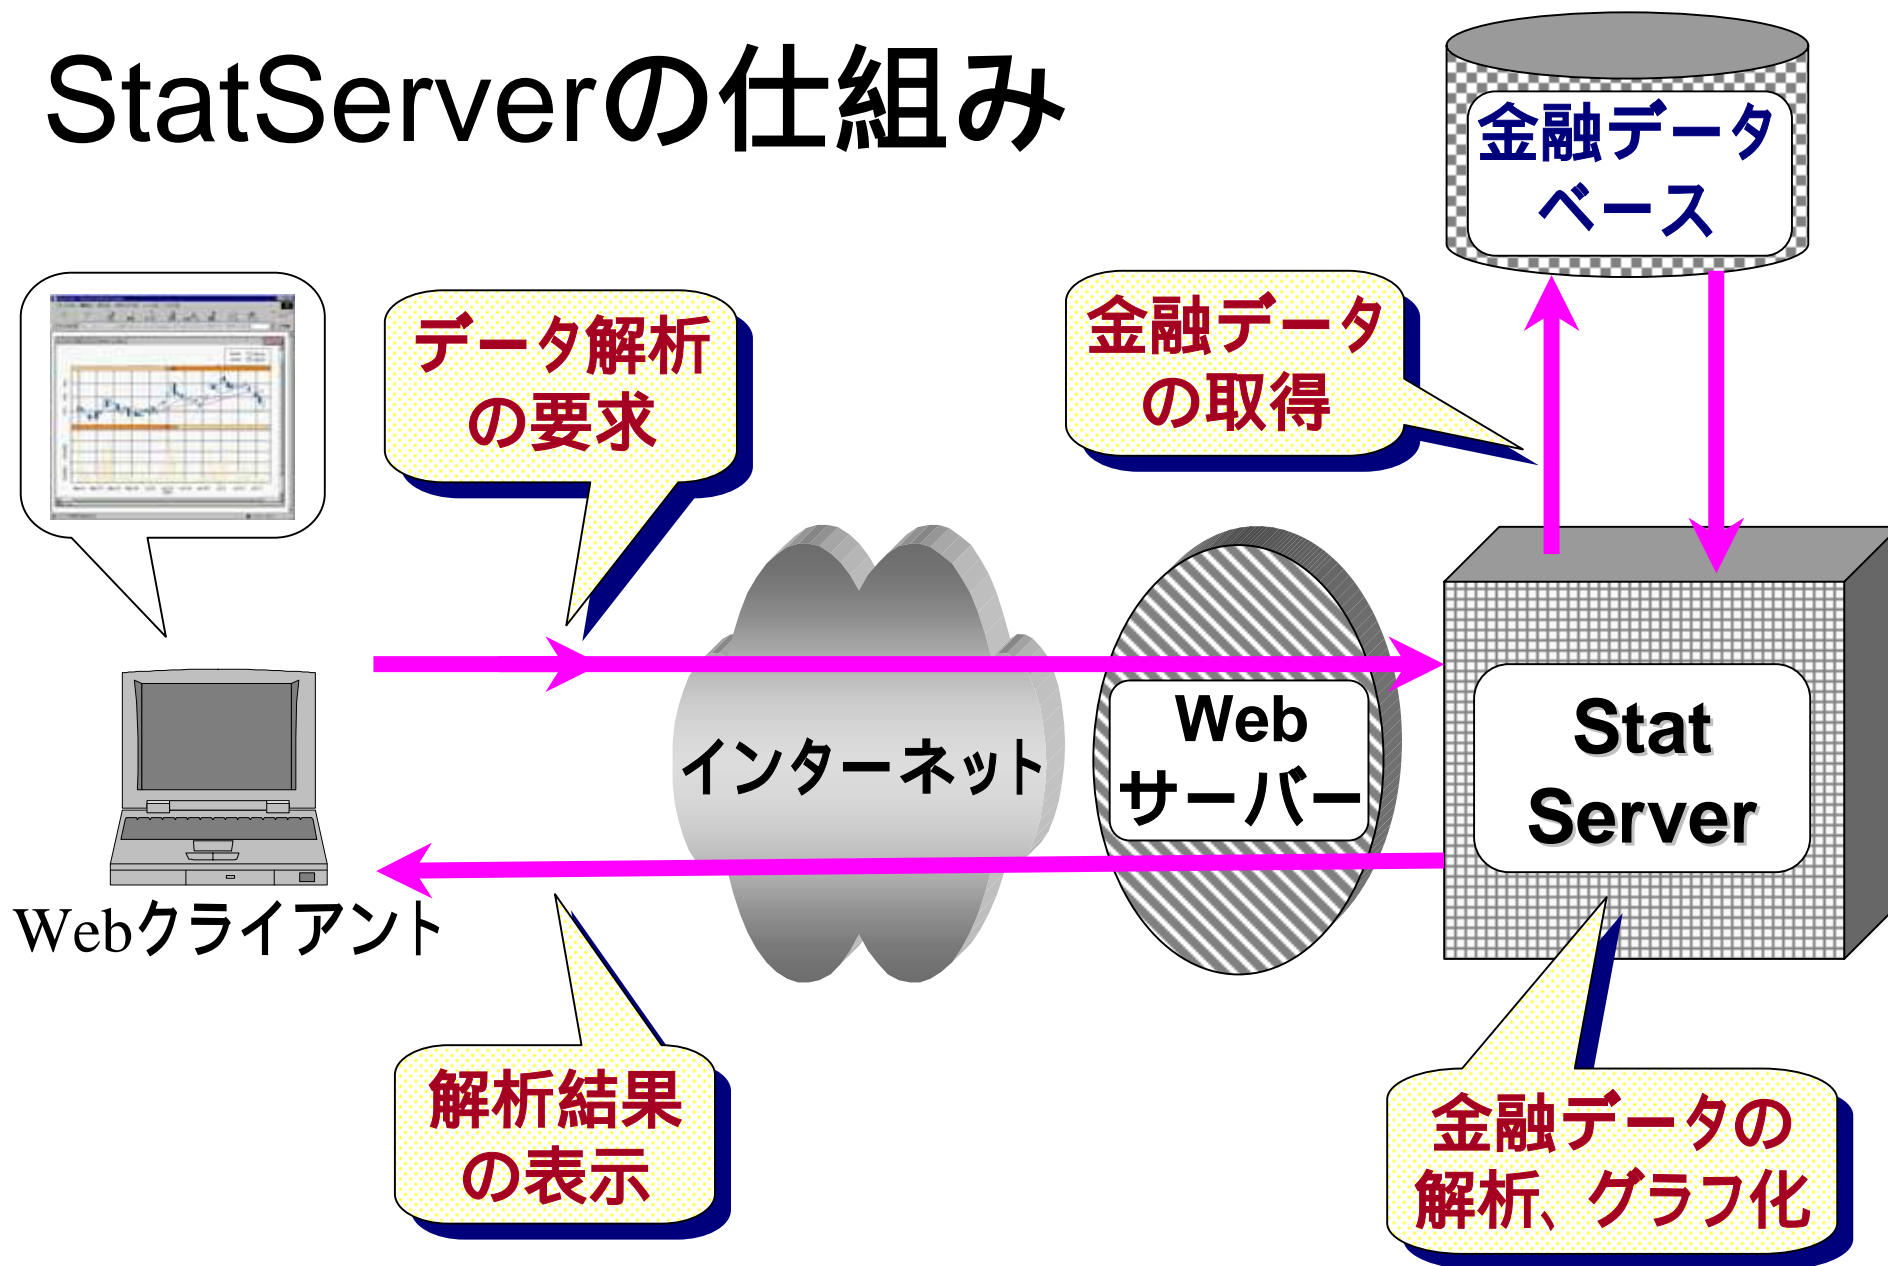 StatServerの仕組み
金融データ
ベース
データ解析
の要求
金融データ
の取得
インターネット
Web
サーバー
Stat
Server
Webクライアント
解析結果
の表示
金融データの
解析、グラフ化